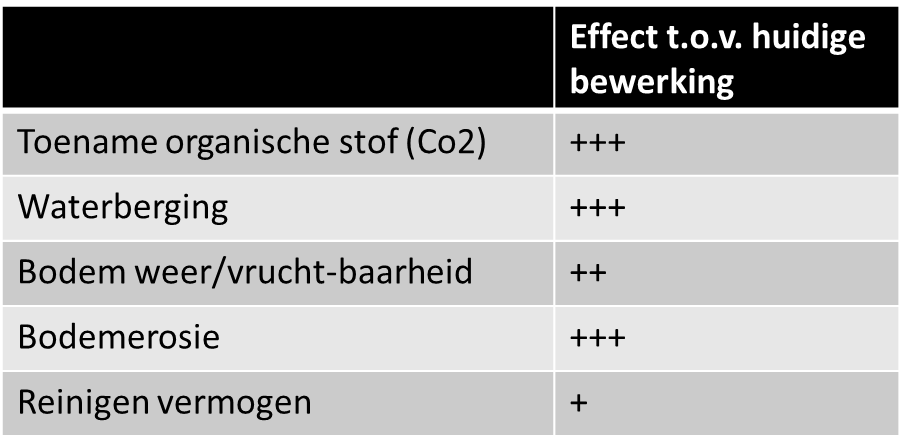 Effect t.o.v. huidige
bewerking
Toename organische stof (Co2) +++
Waterberging +++
Bodem weer/vrucht-baarheid ++
Bodemerosie +++
Reinigen vermogen +